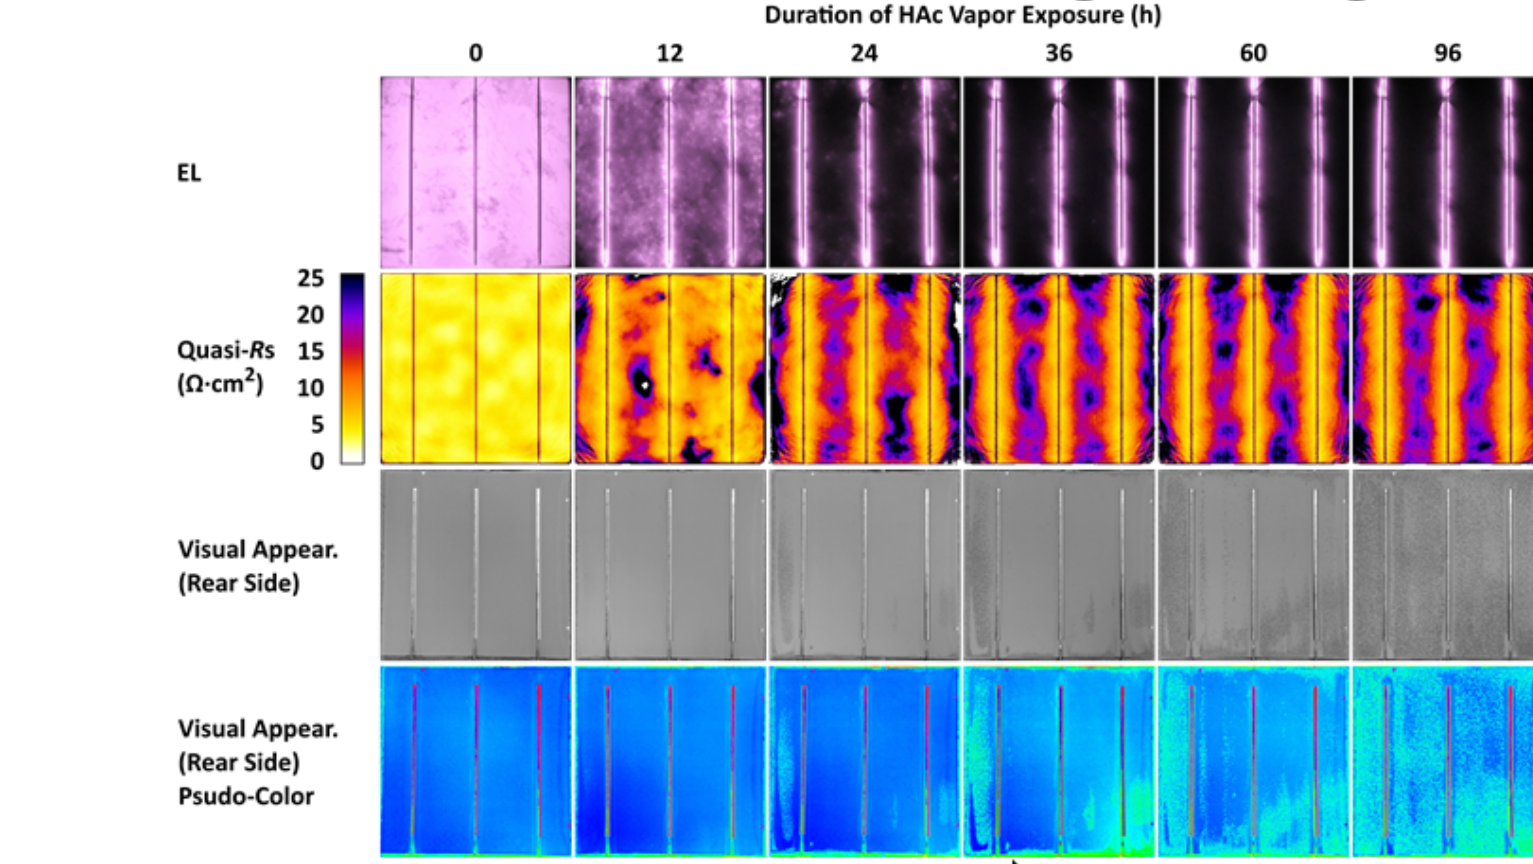 Duration of HAc Vapor Exposure (h)
0 12 24 36 60 96
EL
25
20
15
10
5
0
Quasi-Rs
(Ω·cm²)
Visual Appear.
(Rear Side)
Visual Appear.
(Rear Side)
Psudo-Color